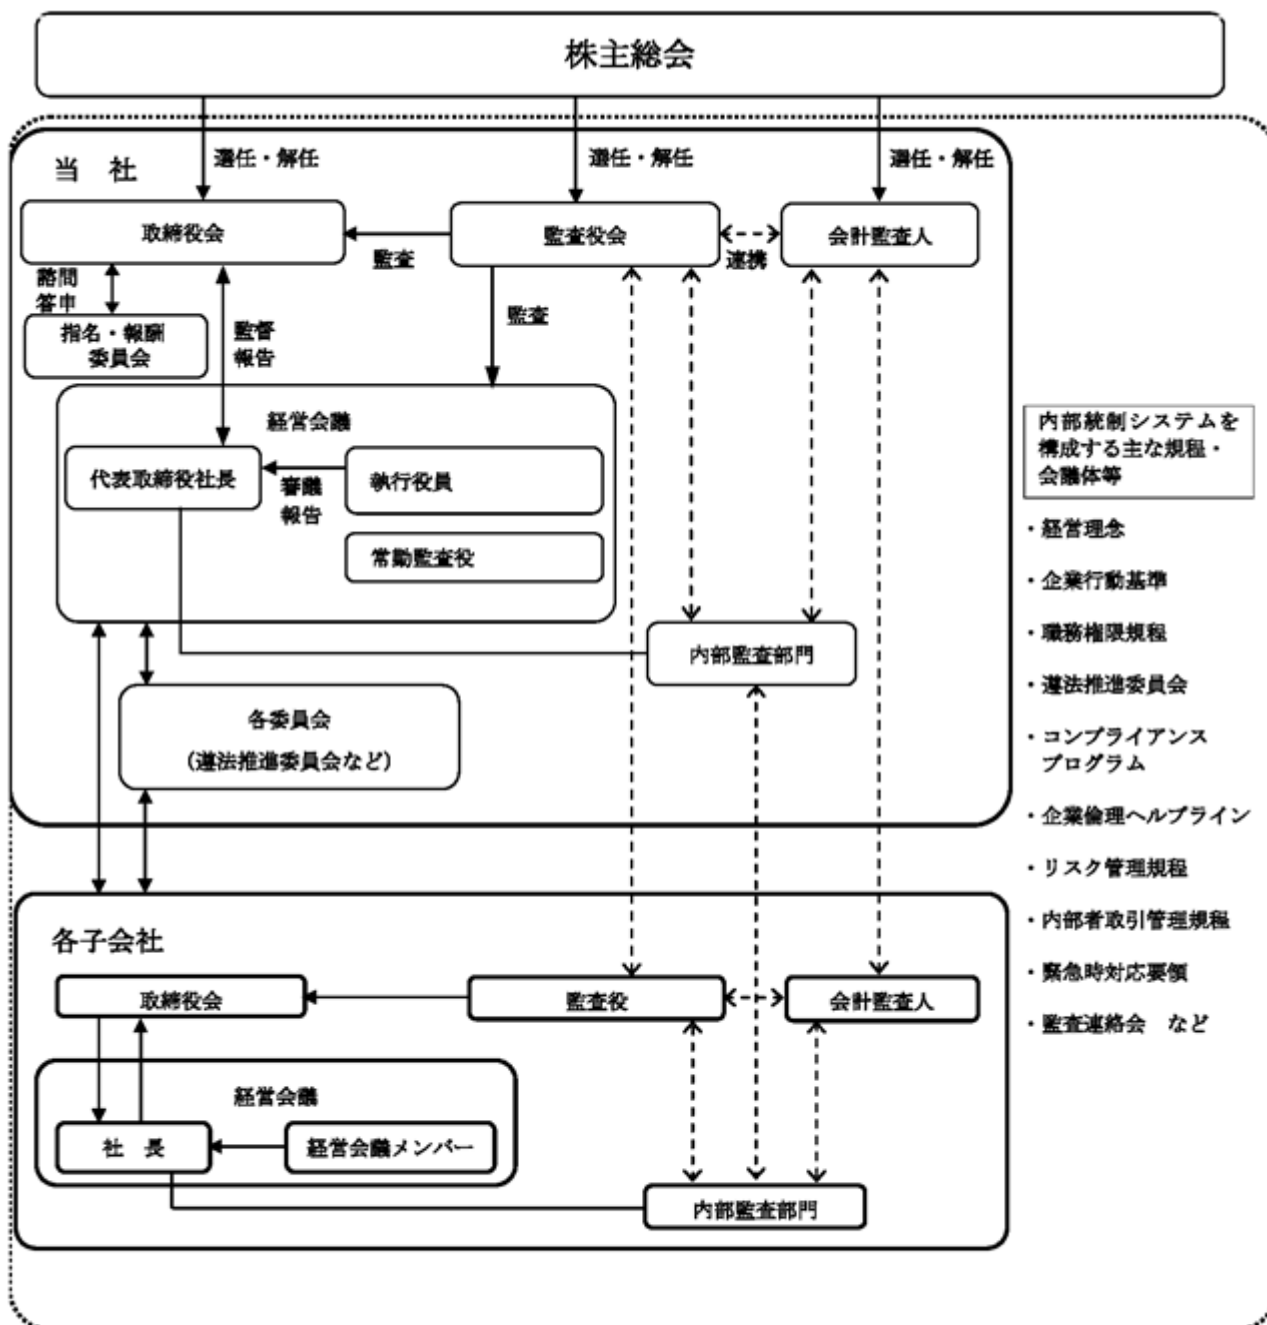 株主総会
選任・解任
選任・解任
選任・解任
当　社
取締役会
監査役会
会計監査人
監査
連携
諮問
答申
指名・報酬
委員会
監督
報告
監査
経営会議
代表取締役社長
審議
報告
執行役員
常勤監査役
内部監査部門
各委員会
（遵法推進委員会など）
各子会社
取締役会
監査役
会計監査人
経営会議
社　長
経営会議メンバー
内部監査部門
内部統制システムを
構成する主な規程・
会議体等
・経営理念
・企業行動基準
・職務権限規程
・遵法推進委員会
・コンプライアンス
プログラム
・企業倫理ヘルプライン
・リスク管理規程
・内部者取引管理規程
・緊急時対応要領
・監査連絡会　など